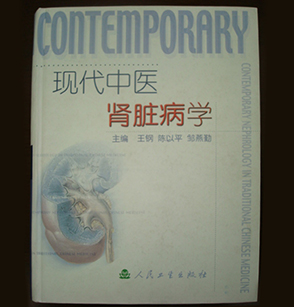 CONTEMPORARY
现代中医
肾脏病学
主编 王钢 陈以平 邹燕勤
CONTEMPORARY NEPHROLOGY IN TRADITIONAL CHINESE MEDICINE
人民卫生出版社